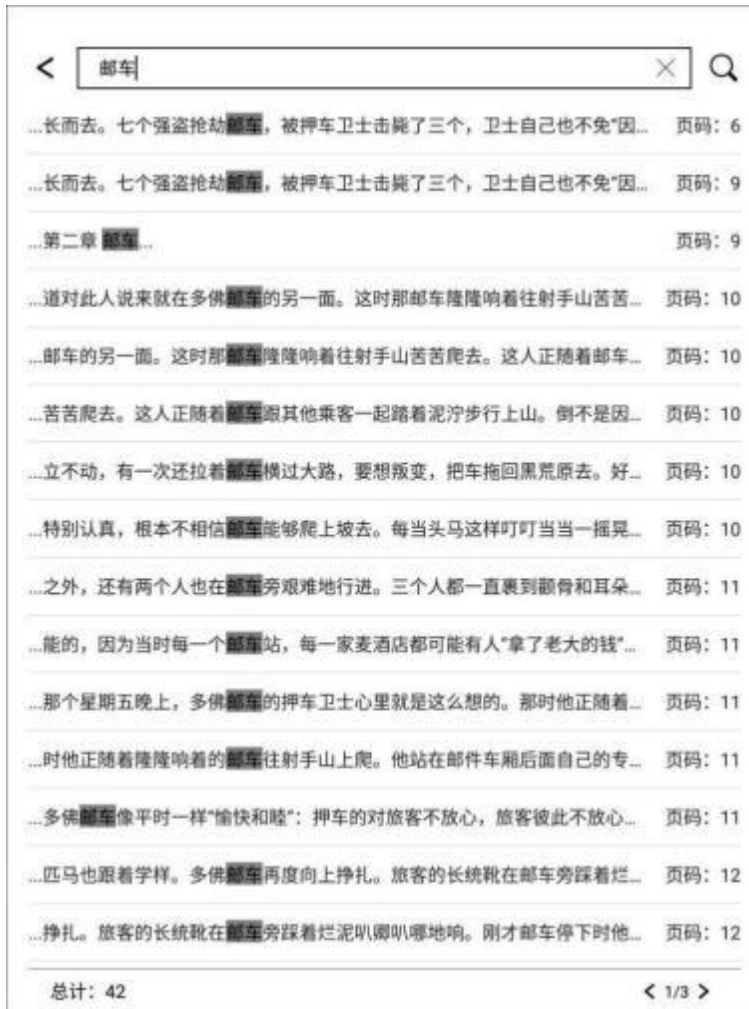 邮车
...长而去。七个强盗抢劫邮车，被押车卫士击毙了三个，卫士自己也不免“因... 页码：6
...长而去。七个强盗抢劫邮车，被押车卫士击毙了三个，卫士自己也不免“因... 页码：9
...第二章 邮车... 页码：9
...道对此人说来就在多佛邮车的另一面。这时那邮车隆隆响着往射手山苦苦... 页码：10
...邮车的另一面。这时那邮车隆隆响着往射手山苦苦爬去。这人正随着邮车... 页码：10
...苦苦爬去。这人正随着邮车跟其他乘客一起踏着泥泞步行上山。倒不是因... 页码：10
...立不动，有一次还拉着邮车横过大路，要想叛变，把车拖回黑荒原去。好... 页码：10
...特别认真，根本不相信邮车能够爬上坡去。每当头马这样叮叮当当一摇晃... 页码：10
...之外，还有两个人也在邮车旁艰难地行进。三个人都一直裹到颧骨和耳朵... 页码：11
...能的，因为当时每一个邮车站，每一家麦酒店都可能有人“拿了老大的钱”... 页码：11
...那个星期五晚上，多佛邮车的押车卫士心里就是这么想的。那时他正随着... 页码：11
...时他正随着隆隆响着的邮车往射手山上爬。他站在邮件车厢后面自己的专... 页码：11
...多佛邮车像平时一样“愉快和睦”：押车的对旅客不放心，旅客彼此不放心... 页码：11
...匹马也跟着学样。多佛邮车再度向上挣扎。旅客的长统靴在邮车旁踩着烂... 页码：12
...挣扎。旅客的长统靴在邮车旁踩着烂泥叭唧叭哪地响。刚才邮车停下时他... 页码：12
总计：42 1/3